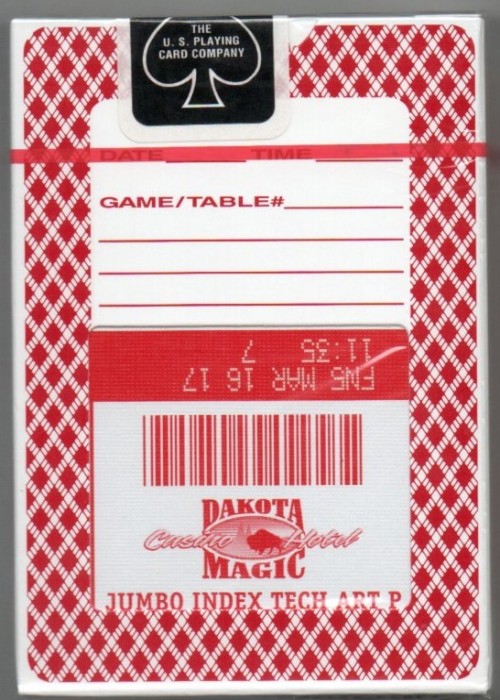 THE
U. S. PLAYING
CARD COMPANY
DATE TIME
GAME/TABLE#
11:35 7
FNS MAR 16 17
DAKOTA
Casino Hotel
MAGIC
JUMBO INDEX TECH ART P